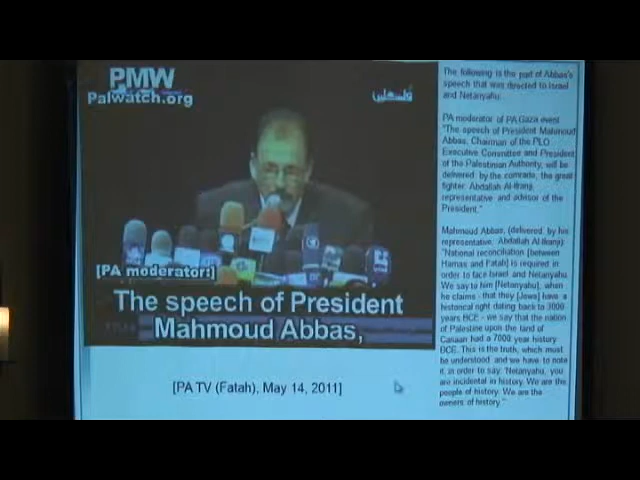 PMW
Palwatch.org
فلسطين
[PA moderator:]
The speech of President
Mahmoud Abbas,
[PA TV (Fatah), May 14, 2011]
The following is the part of Abbas's
speech that was directed to Israel
and Netanyahu...
PA moderator of PA Gaza event
"The speech of President Mahmoud
Abbas, Chairman of the PLO
Executive Committee and President
of the Palestinian Authority, will be
delivered by the comrade, the great
fighter Abdallah Al-Ifranji,
representative and advisor of the
President."
Mahmoud Abbas, (delivered by his
representative, Abdallah Al-Ifranji):
"National reconciliation [between
Hamas and Fatah] is required in
order to face Israel and Netanyahu.
We say to him [Netanyahu], when
he claims - that they [Jews] have a
historical right dating back to 3000
years BCE - we say that the nation
of Palestine upon the land of
Canaan had a 7000 year history
BCE. This is the truth, which must
be understood and we have to note
it, in order to say: 'Netanyahu, you
are incidental in history. We are the
people of history. We are the
owners of history.'"